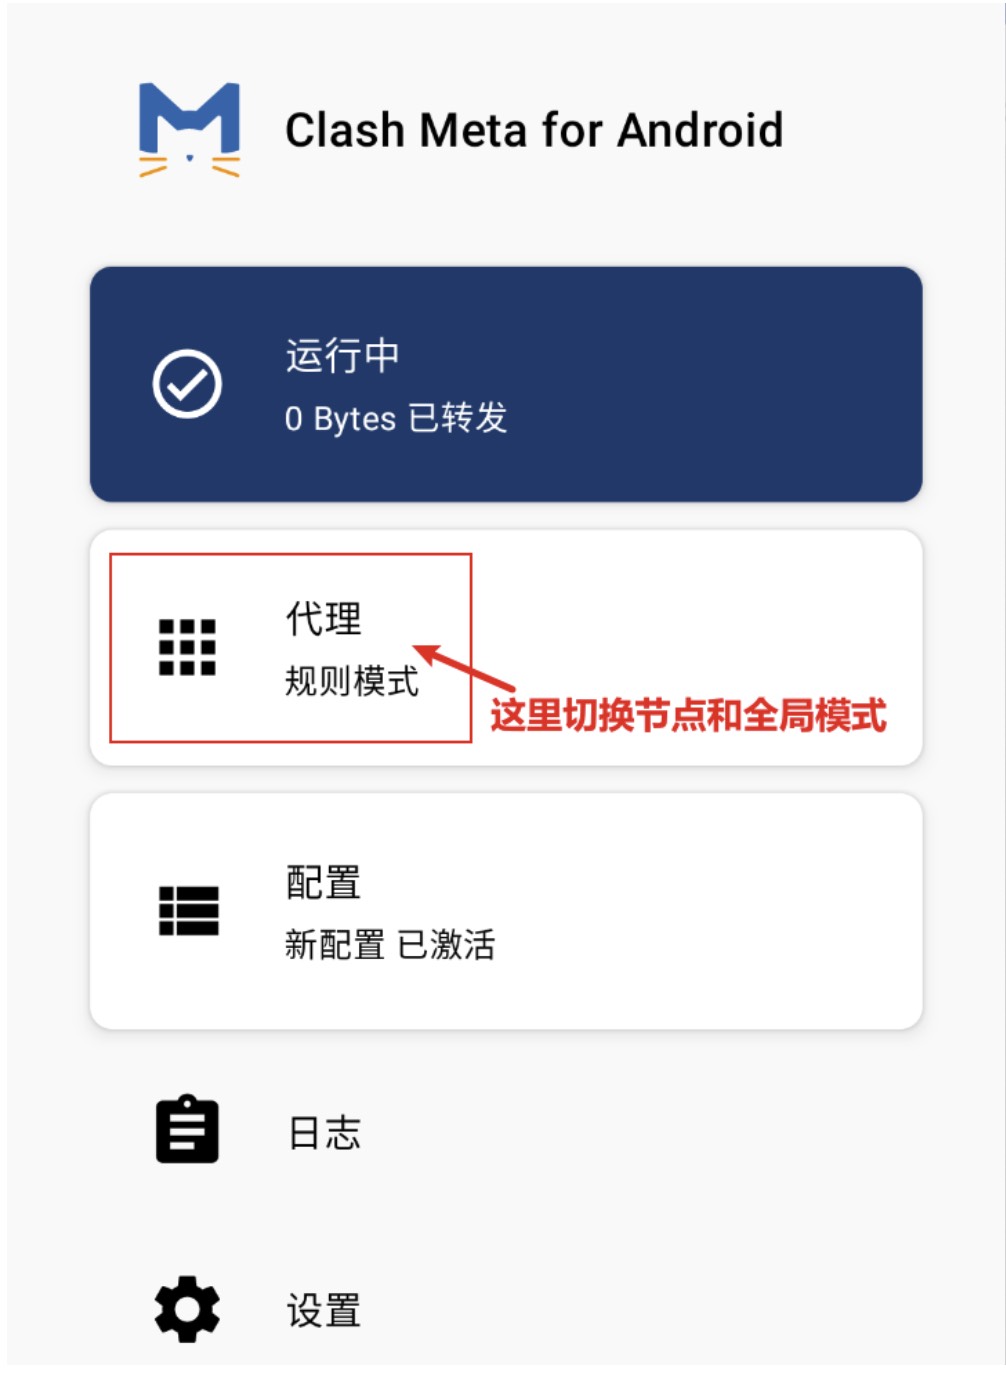 Clash Meta for Android
运行中
0 Bytes 已转发
代理
规则模式
这里切换节点和全局模式
配置
新配置 已激活
日志
设置